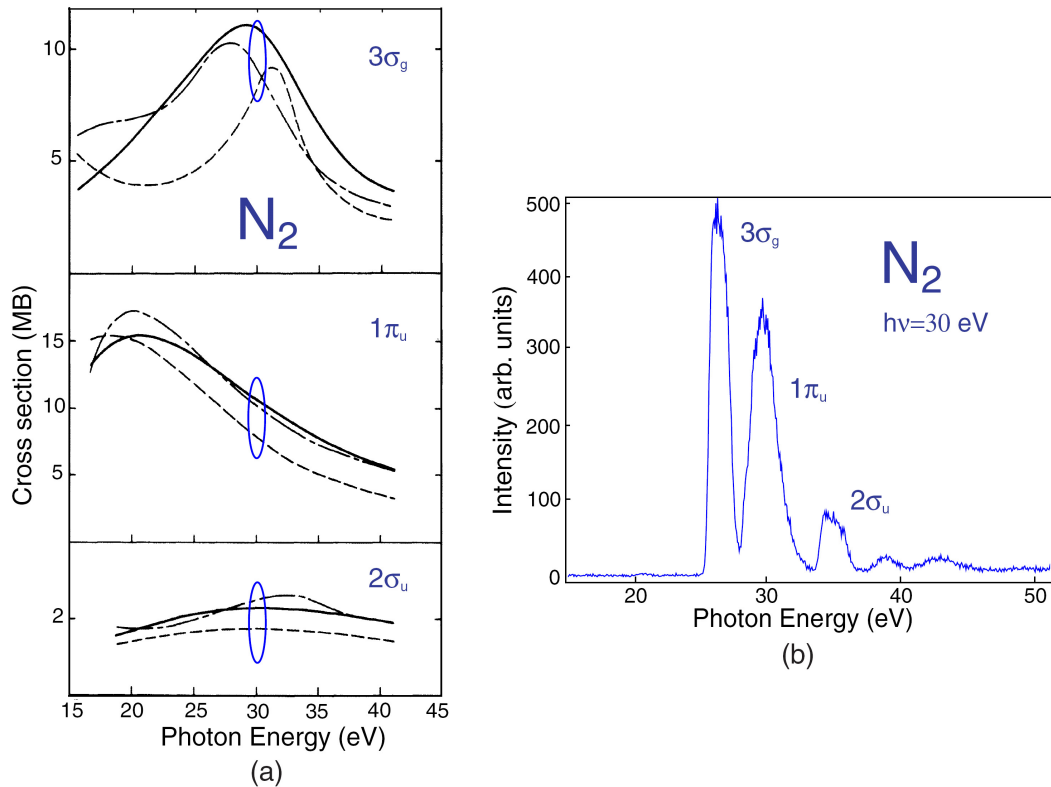 10
5
3σg
N2
15
10
5
1πu
2
2σu
15
20
25
30
35
40
45
Cross section (MB)
Photon Energy (eV)
(a)
500
400
300
200
100
0
3σg
N2
hν=30 eV
1πu
2σu
20
30
40
50
Intensity (arb. units)
Photon Energy (eV)
(b)